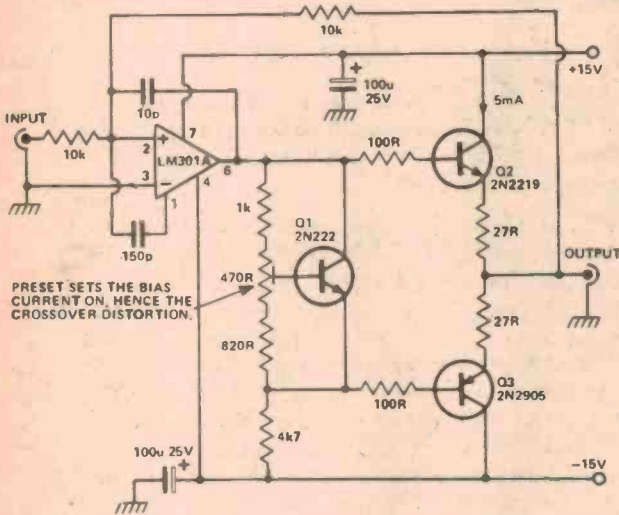 10k
+15V
+
100u
25V
5mA
INPUT
10p
10k
+
7
2
LM301A
6
3
−
4
1
100R
Q2
2N2219
150p
1k
Q1
2N222
27R
PRESET SETS THE BIAS
CURRENT ON, HENCE THE
CROSSOVER DISTORTION.
470R
OUTPUT
820R
27R
100R
Q3
2N2905
4k7
100u 25V
+
−15V